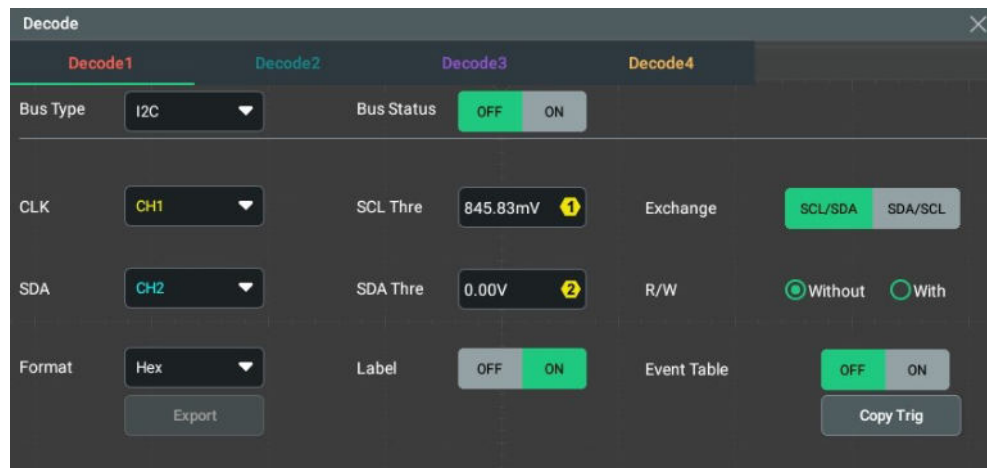 Decode
Decode1 Decode2 Decode3 Decode4
Bus Type I2C Bus Status OFF ON
CLK CH1 SCL Thre 845.83mV 1 Exchange SCL/SDA SDA/SCL
SDA CH2 SDA Thre 0.00V 2 R/W Without With
Format Hex Label OFF ON Event Table OFF ON
Export Copy Trig